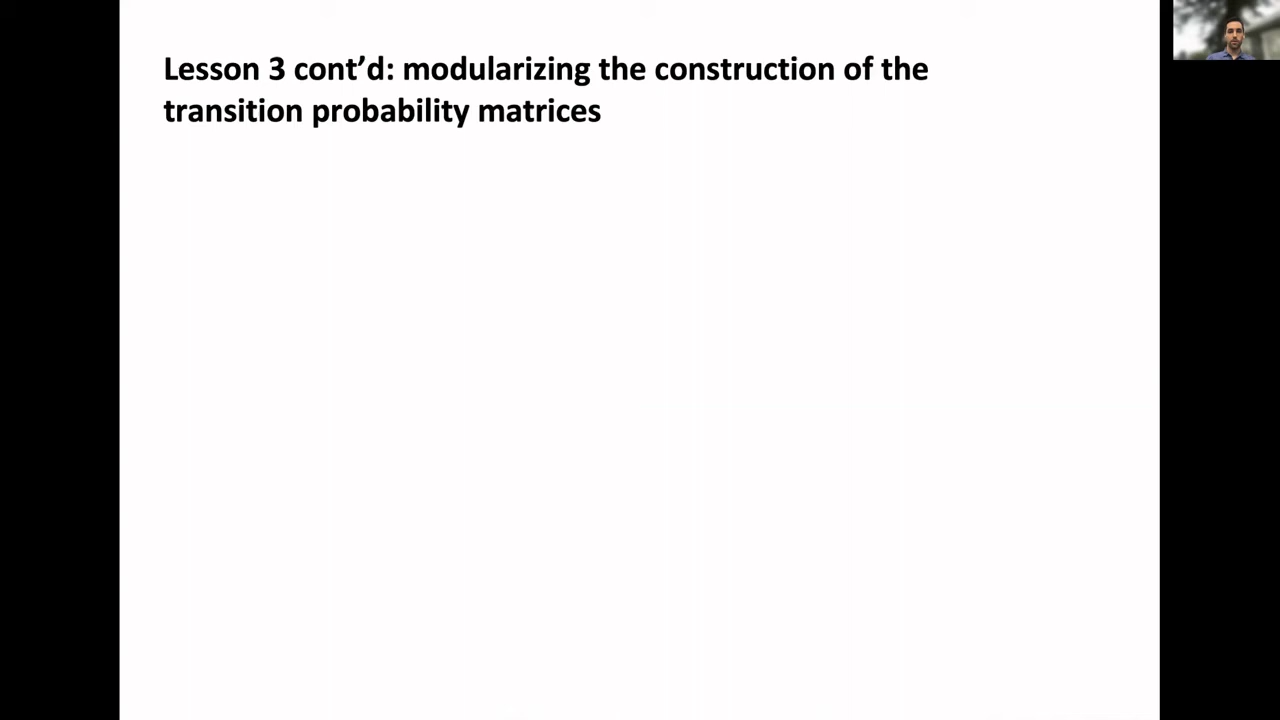 Lesson 3 cont’d: modularizing the construction of the
transition probability matrices